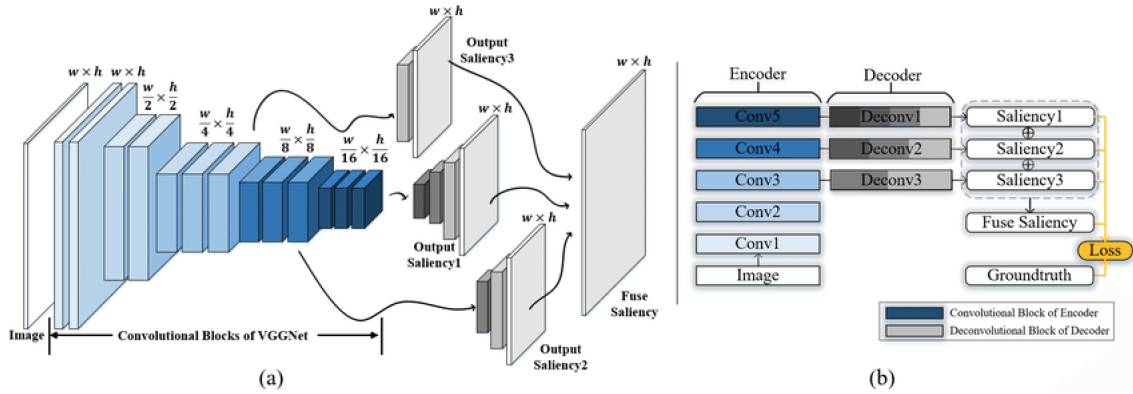 w × h
w × h
w/2 × h/2
w/4 × h/4
w/8 × h/8
w/16 × h/16
w × h
Output
Saliency3
w × h
Output
Saliency1
w × h
Output
Saliency2
w × h
Fuse
Saliency
Image
Convolutional Blocks of VGGNet
(a)
Encoder
Decoder
Conv5
Deconv1
Saliency1
⊕
Conv4
Deconv2
Saliency2
⊕
Conv3
Deconv3
Saliency3
Conv2
Fuse Saliency
Conv1
Loss
Image
Groundtruth
Convolutional Block of Encoder
Deconvolutional Block of Decoder
(b)